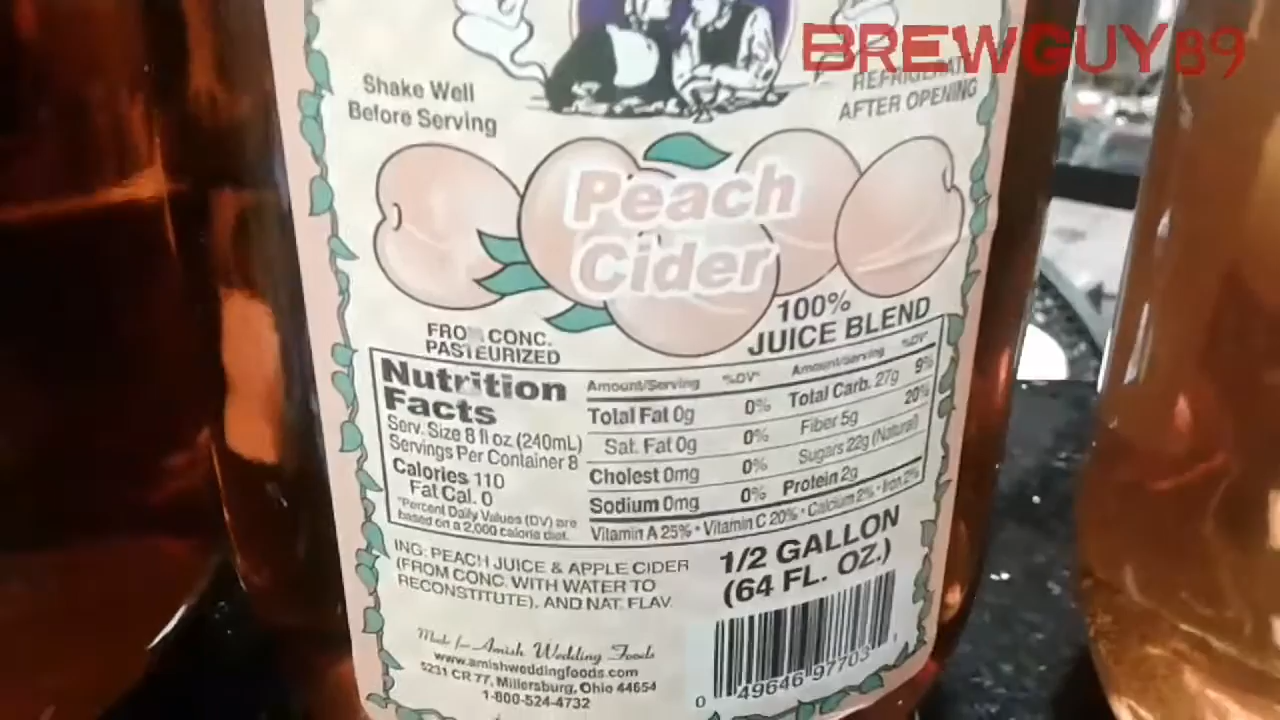 BREWGUY89
Shake Well
Before Serving
REFRIGERATE
AFTER OPENING
Peach
Cider
100%
JUICE BLEND
FRO CONC.
PASTEURIZED
Nutrition
Facts
Serv. Size 8 fl oz (240mL)
Servings Per Container 8
Calories 110
Fat Cal. 0
*Percent Daily Values (DV) are
based on a 2,000 calorie diet.
Amount/Serving %DV*
Total Fat 0g 0%
Sat. Fat 0g 0%
Cholest 0mg 0%
Sodium 0mg 0%
Amount/Serving %DV*
Total Carb. 27g 9%
Fiber 5g 20%
Sugars 22g (Natural)
Protein 2g
Vitamin A 25% • Vitamin C 20% • Calcium 2% • Iron 2%
ING: PEACH JUICE & APPLE CIDER
(FROM CONC. WITH WATER TO
RECONSTITUTE), AND NAT. FLAV.
1/2 GALLON
(64 FL. OZ.)
Made for Amish Wedding Foods
www.amishweddingfoods.com
5231 CR 77, Millersburg, Ohio 44654
1-800-524-4732
0 49646 97703 1